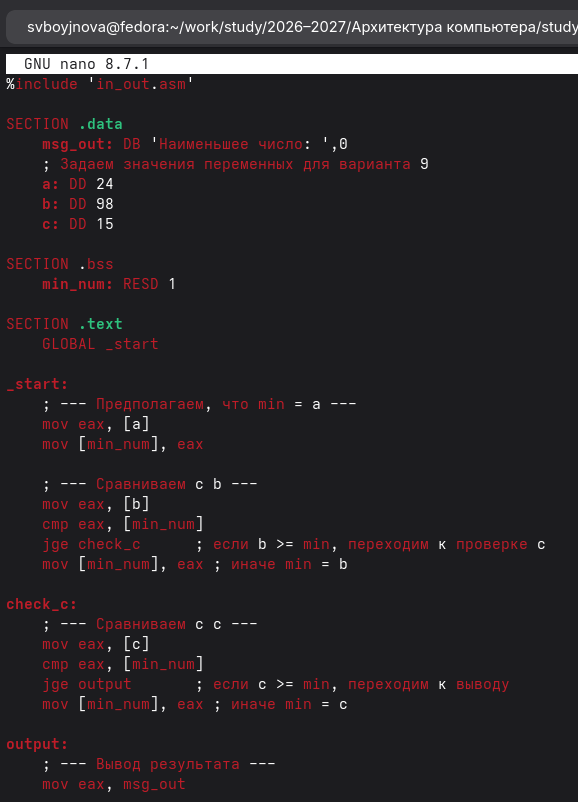 svboyjnova@fedora:~/work/study/2026–2027/Архитектура компьютера/study
GNU nano 8.7.1
%include 'in_out.asm'
SECTION .data
msg_out: DB 'Наименьшее число: ',0
; Задаем значения переменных для варианта 9
a: DD 24
b: DD 98
c: DD 15
SECTION .bss
min_num: RESD 1
SECTION .text
GLOBAL _start
_start:
; --- Предполагаем, что min = a ---
mov eax, [a]
mov [min_num], eax
; --- Сравниваем с b ---
mov eax, [b]
cmp eax, [min_num]
jge check_c      ; если b >= min, переходим к проверке c
mov [min_num], eax ; иначе min = b
check_c:
; --- Сравниваем с c ---
mov eax, [c]
cmp eax, [min_num]
jge output       ; если c >= min, переходим к выводу
mov [min_num], eax ; иначе min = c
output:
; --- Вывод результата ---
mov eax, msg_out